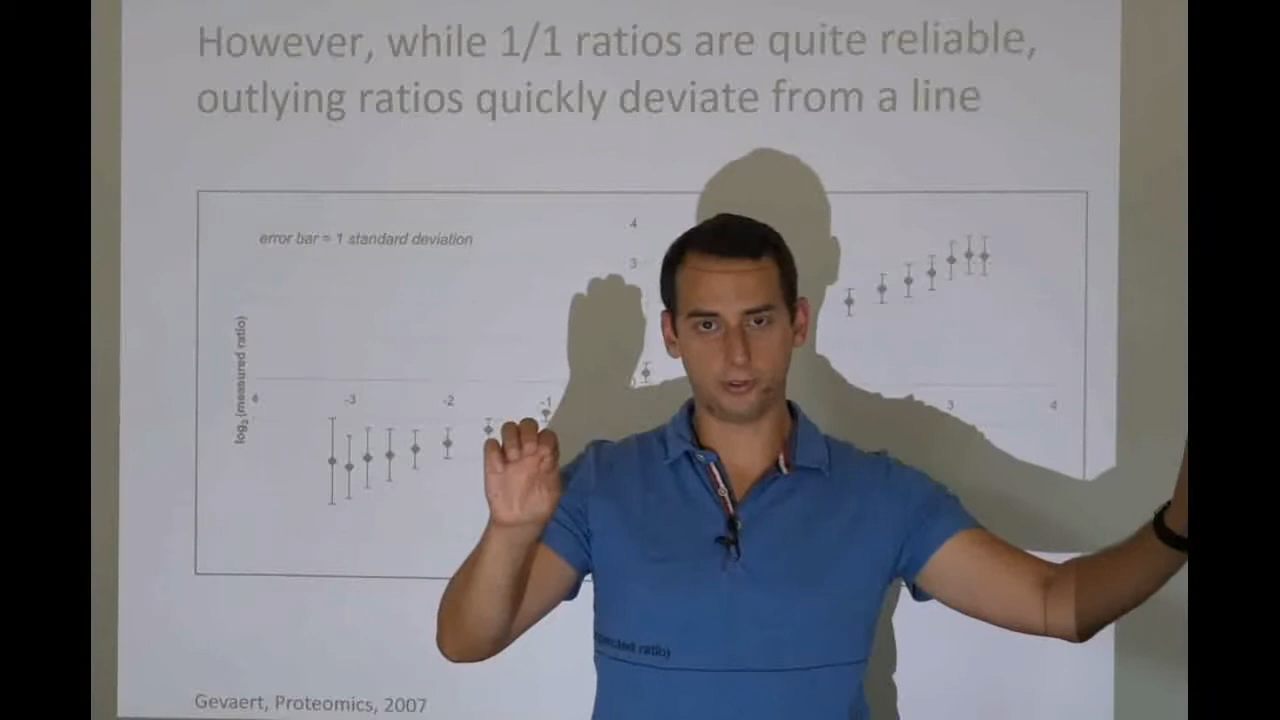 However, while 1/1 ratios are quite reliable,
outlying ratios quickly deviate from a line
error bar = 1 standard deviation
4
3
log2 (measured ratio)
-3
-2
-1
3
4
ratio)
Gevaert, Proteomics, 2007